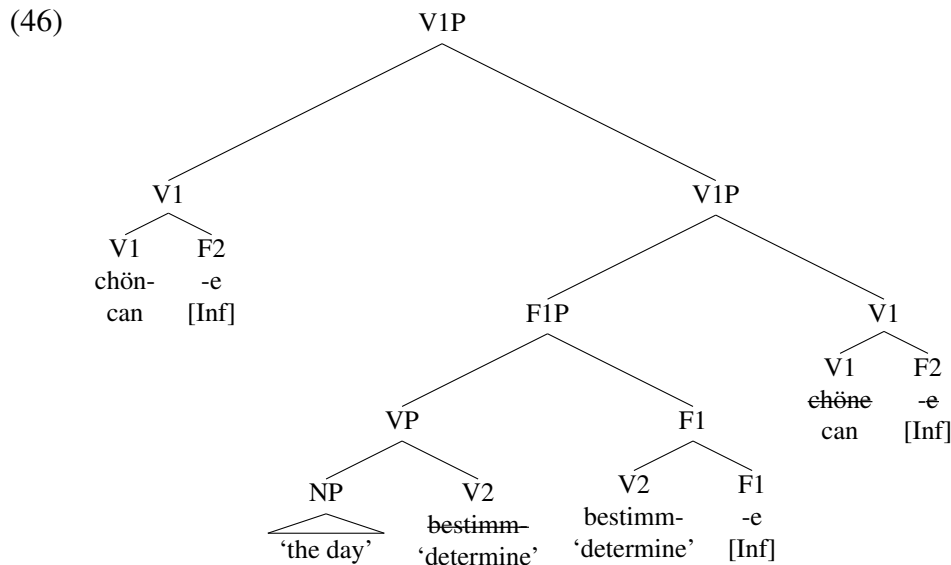 (46)
V1P
V1 V1P
V1 F2
chön- -e
can [Inf]
F1P V1
V1 F2
chöne -e
can [Inf]
VP F1
NP V2 V2 F1
bestimm- bestimm- -e
‘the day’ ‘determine’ ‘determine’ [Inf]